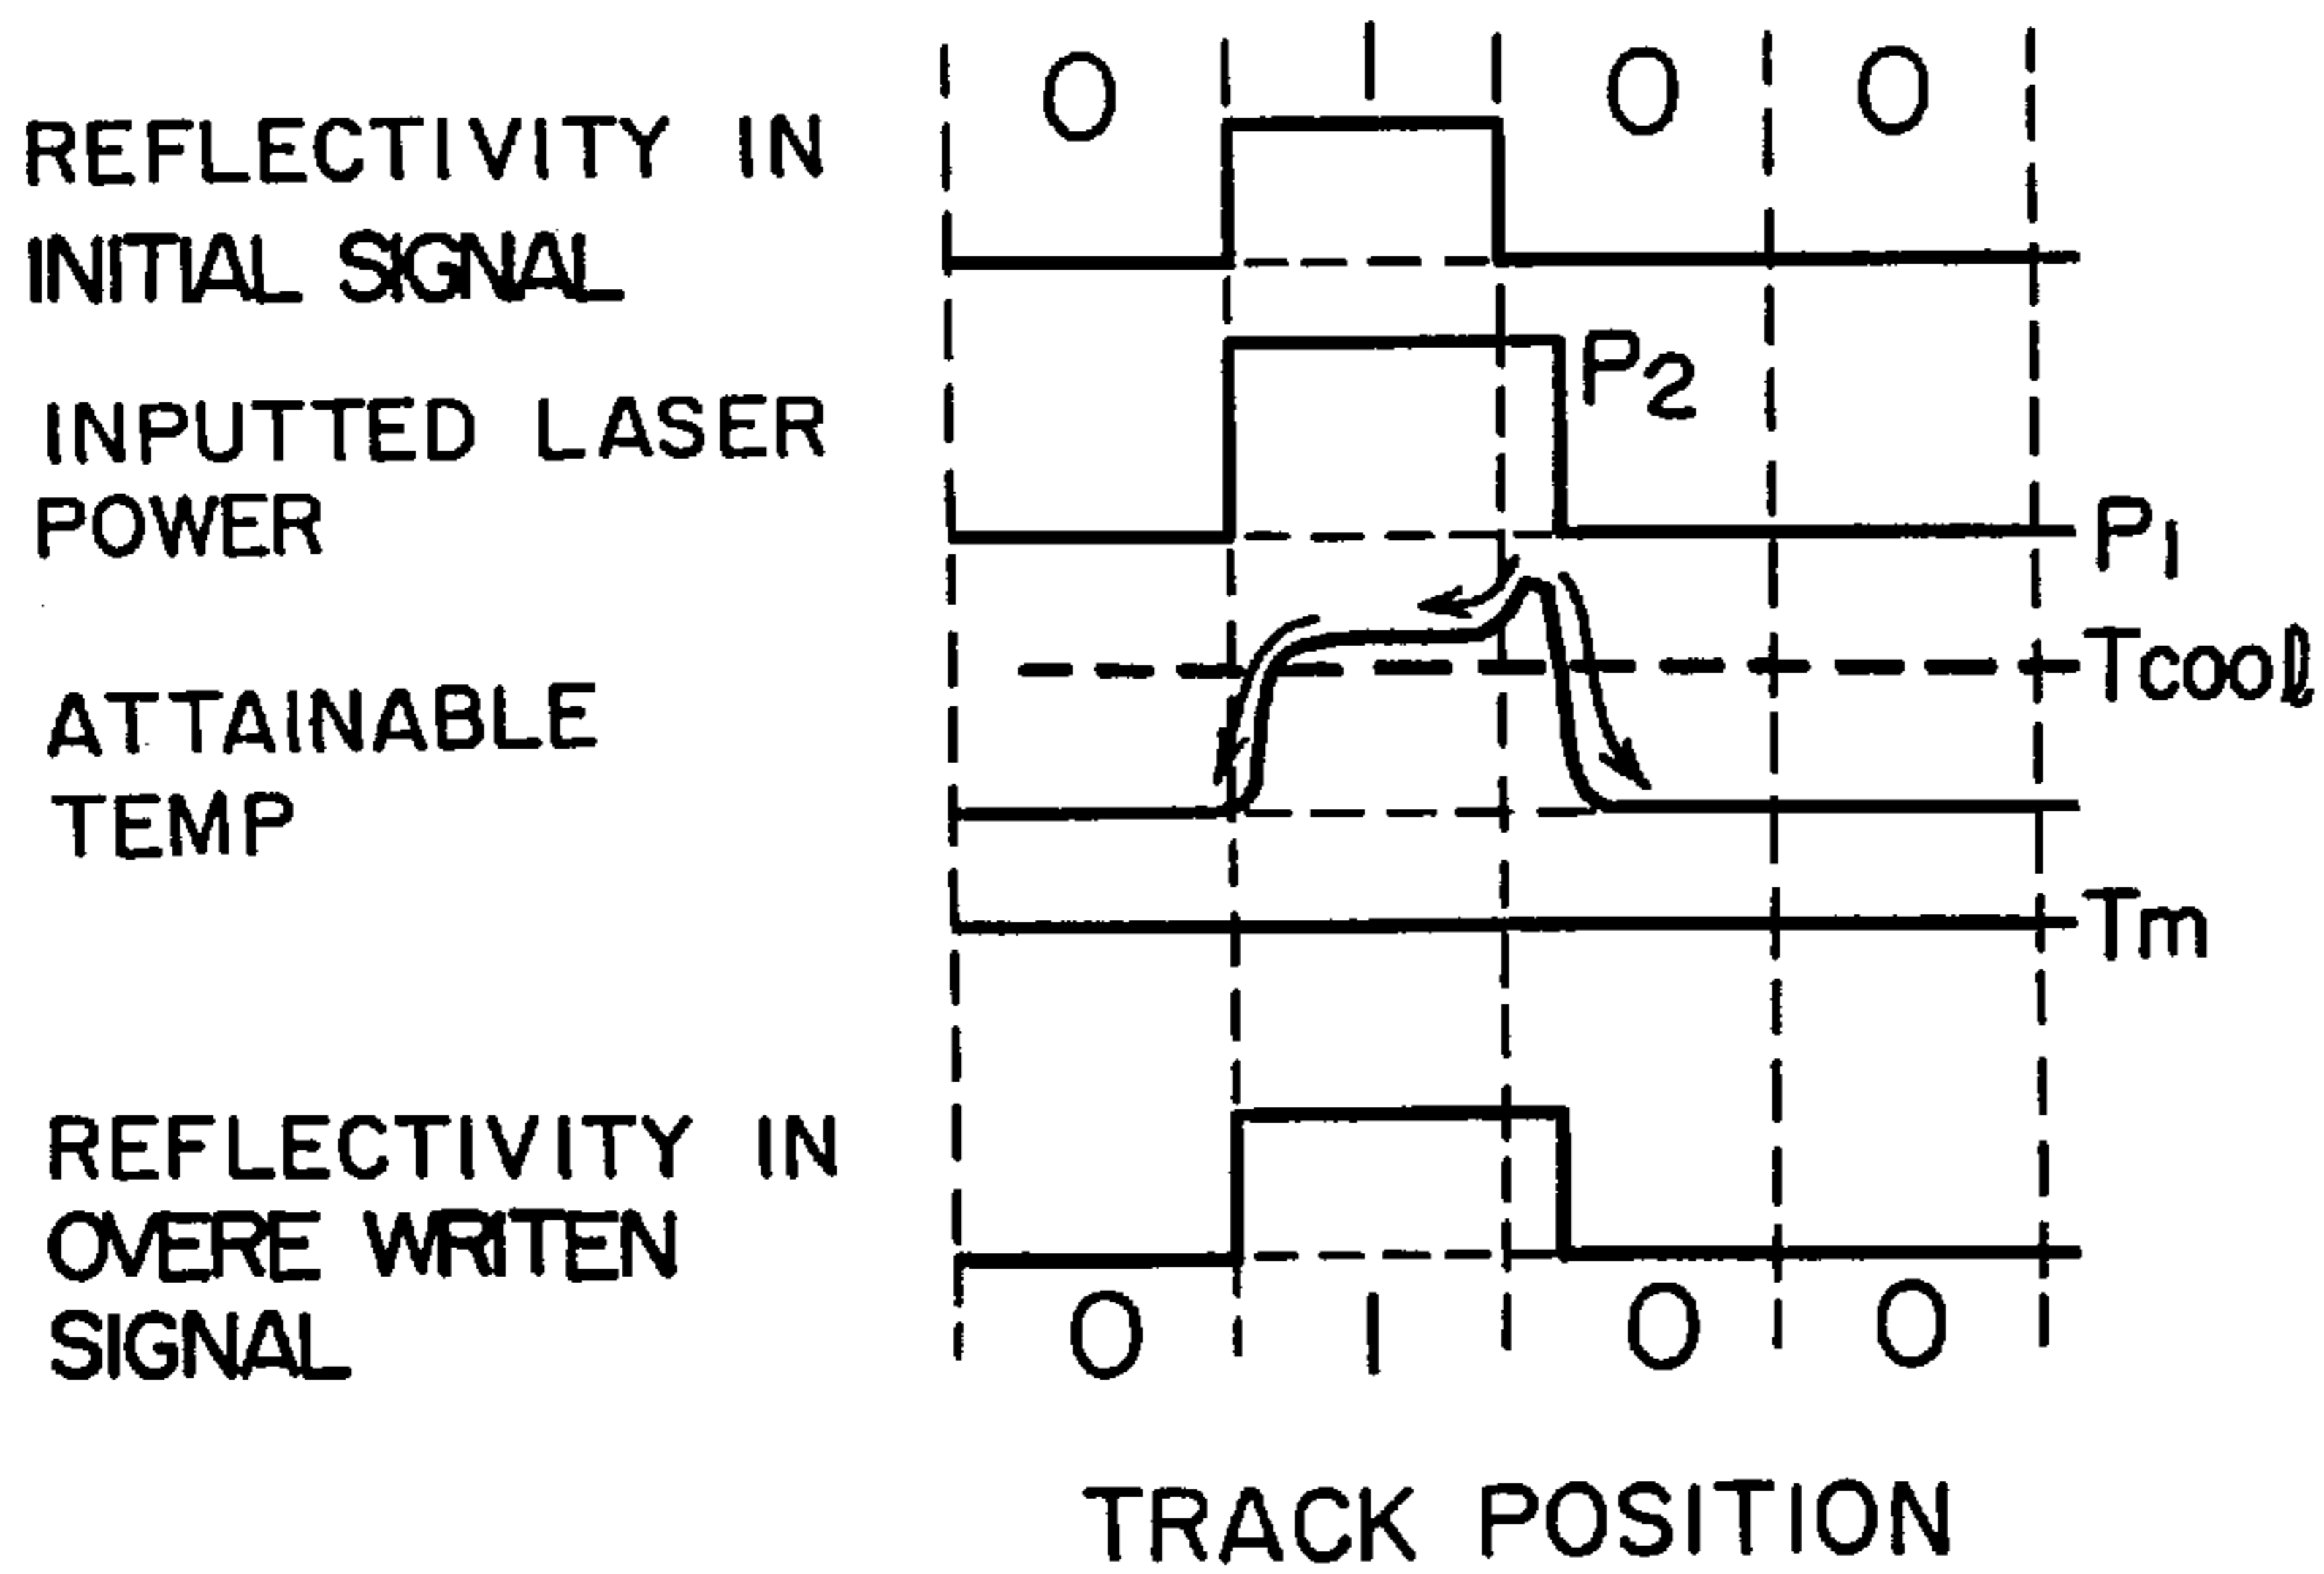 0 1 0 0
REFLECTIVITY IN
INITIAL SIGNAL
P2
INPUTTED LASER
POWER
P1
Tcool
ATTAINABLE
TEMP
Tm
REFLECTIVITY IN
OVERE WRITEN
SIGNAL
0 1 0 0
TRACK POSITION